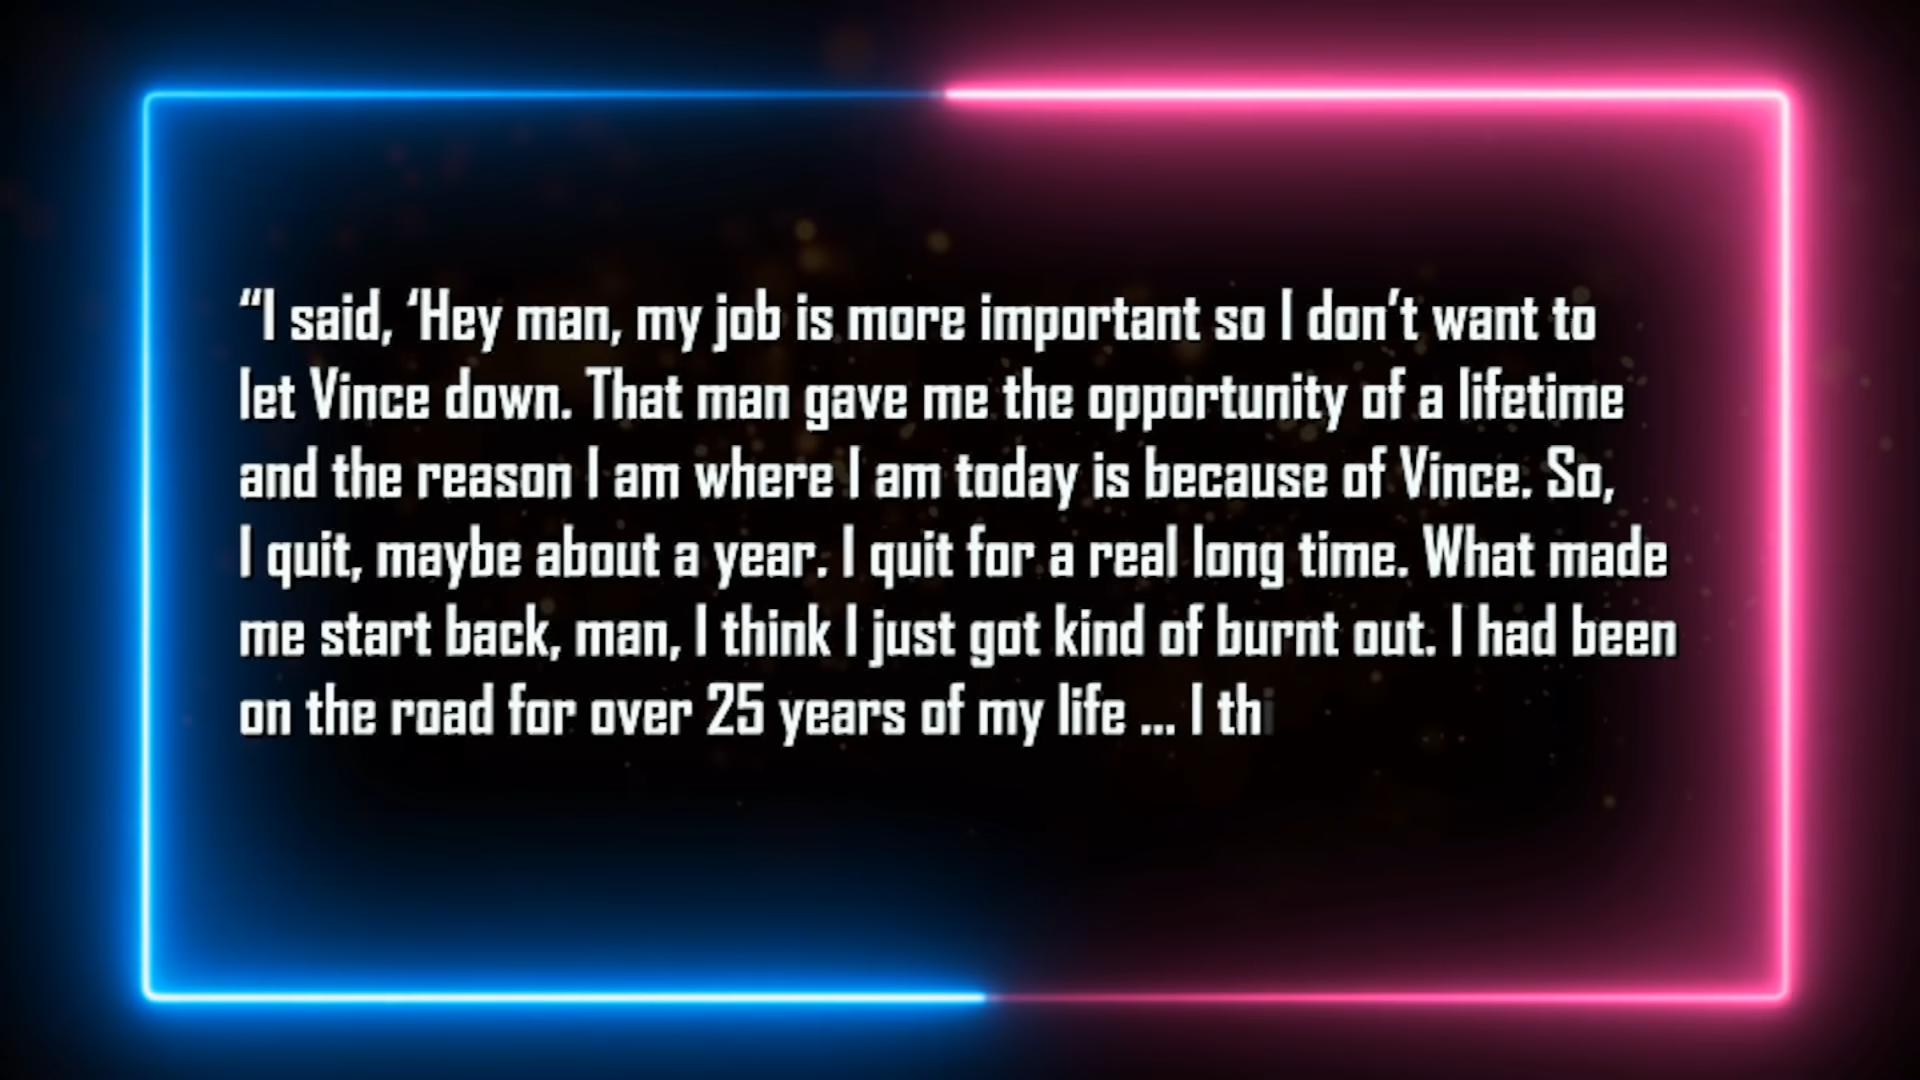 “I said, ‘Hey man, my job is more important so I don’t want to
let Vince down. That man gave me the opportunity of a lifetime
and the reason I am where I am today is because of Vince. So,
I quit, maybe about a year. I quit for a real long time. What made
me start back, man, I think I just got kind of burnt out. I had been
on the road for over 25 years of my life ... I thi